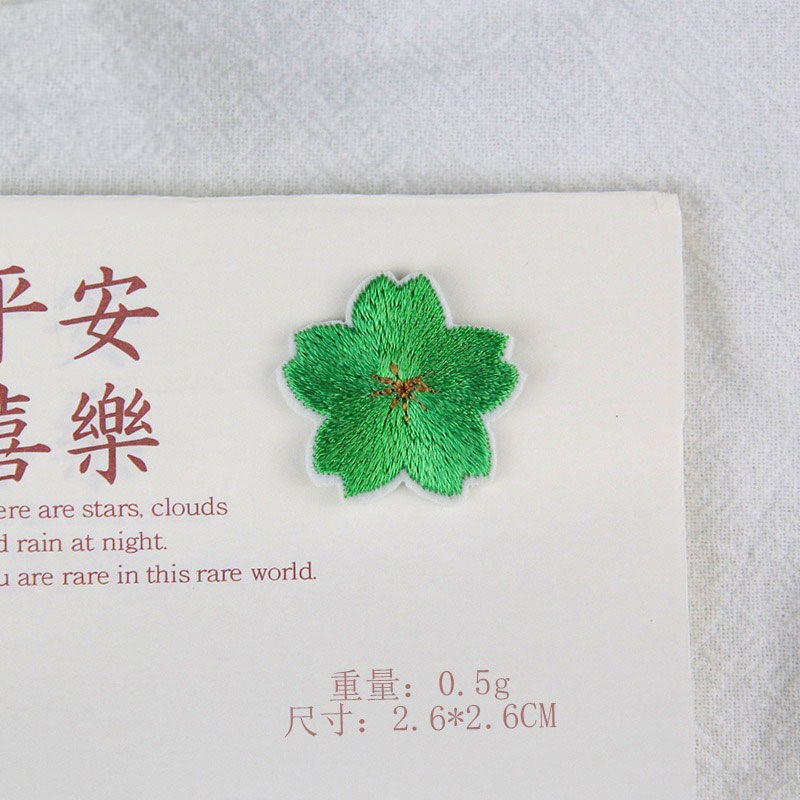 平安
喜樂
ere are stars, clouds
d rain at night.
u are rare in this rare world.
重量：0.5g
尺寸：2.6*2.6CM